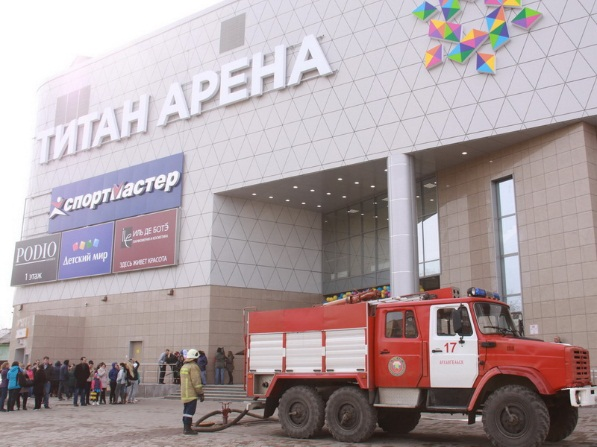 ТИТАН АРЕНА
СПОРТМАСТЕР
PODIO
1 этаж
Детский мир
ИЛЬ ДЕ БОТЭ
ЗДЕСЬ ЖИВЕТ КРАСОТА
17